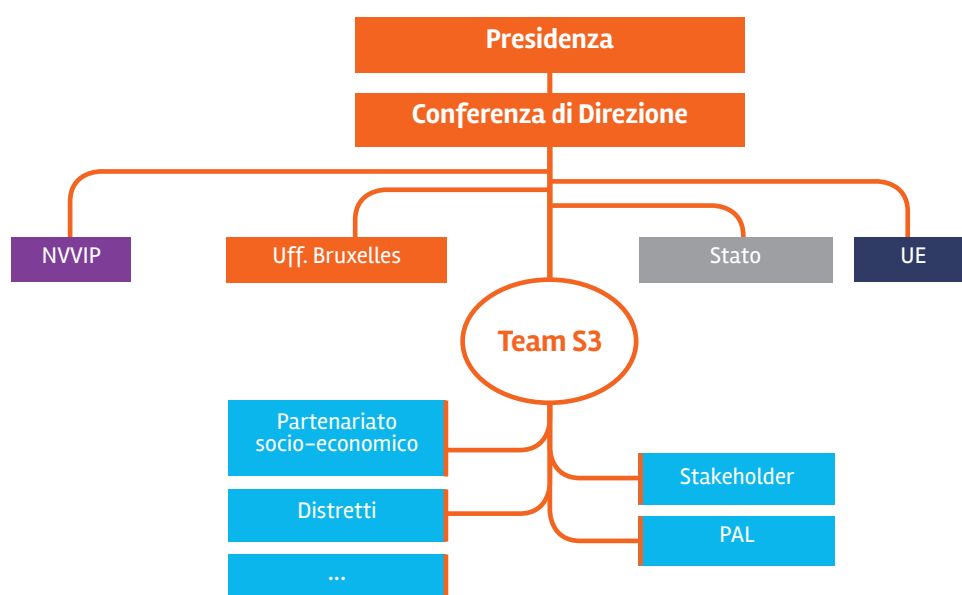 Presidenza
Conferenza di Direzione
NVVIP
Uff. Bruxelles
Stato
UE
Team S3
Partenariato
socio-economico
Distretti
...
Stakeholder
PAL